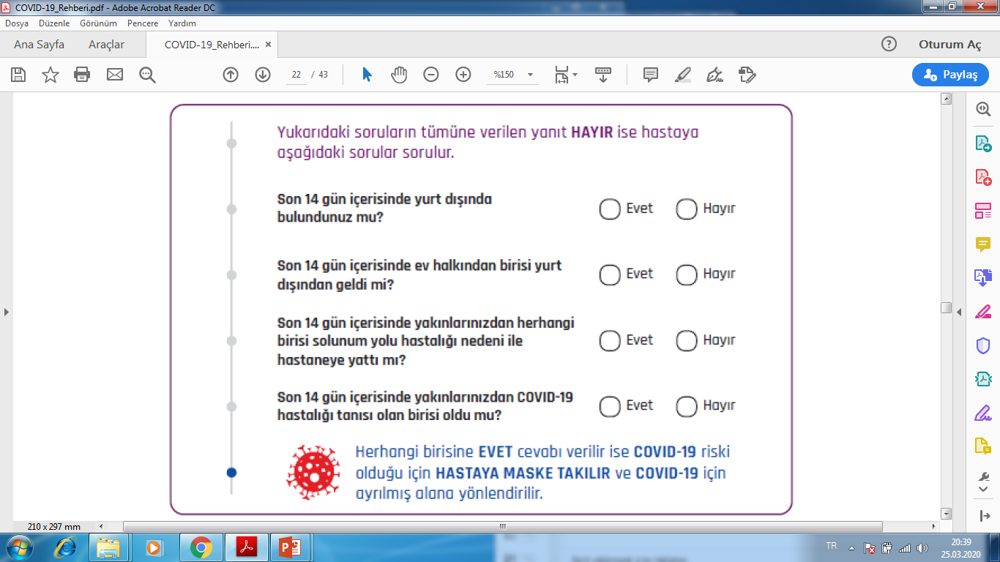 COVID-19_Rehberi.pdf - Adobe Acrobat Reader DC
Dosya Düzenle Görünüm Pencere Yardım
Ana Sayfa Araçlar COVID-19_Rehberi.... × Oturum Aç
22 / 43 %150 Paylaş
Yukarıdaki soruların tümüne verilen yanıt HAYIR ise hastaya
aşağıdaki sorular sorulur.
Son 14 gün içerisinde yurt dışında
bulundunuz mu?
Evet Hayır
Son 14 gün içerisinde ev halkından birisi yurt
dışından geldi mi?
Evet Hayır
Son 14 gün içerisinde yakınlarınızdan herhangi
birisi solunum yolu hastalığı nedeni ile
hastaneye yattı mı?
Evet Hayır
Son 14 gün içerisinde yakınlarınızdan COVID-19
hastalığı tanısı olan birisi oldu mu?
Evet Hayır
Herhangi birisine EVET cevabı verilir ise COVID-19 riski
olduğu için HASTAYA MASKE TAKILIR ve COVID-19 için
ayrılmış alana yönlendirilir.
210 x 297 mm
TR
20:39
25.03.2020